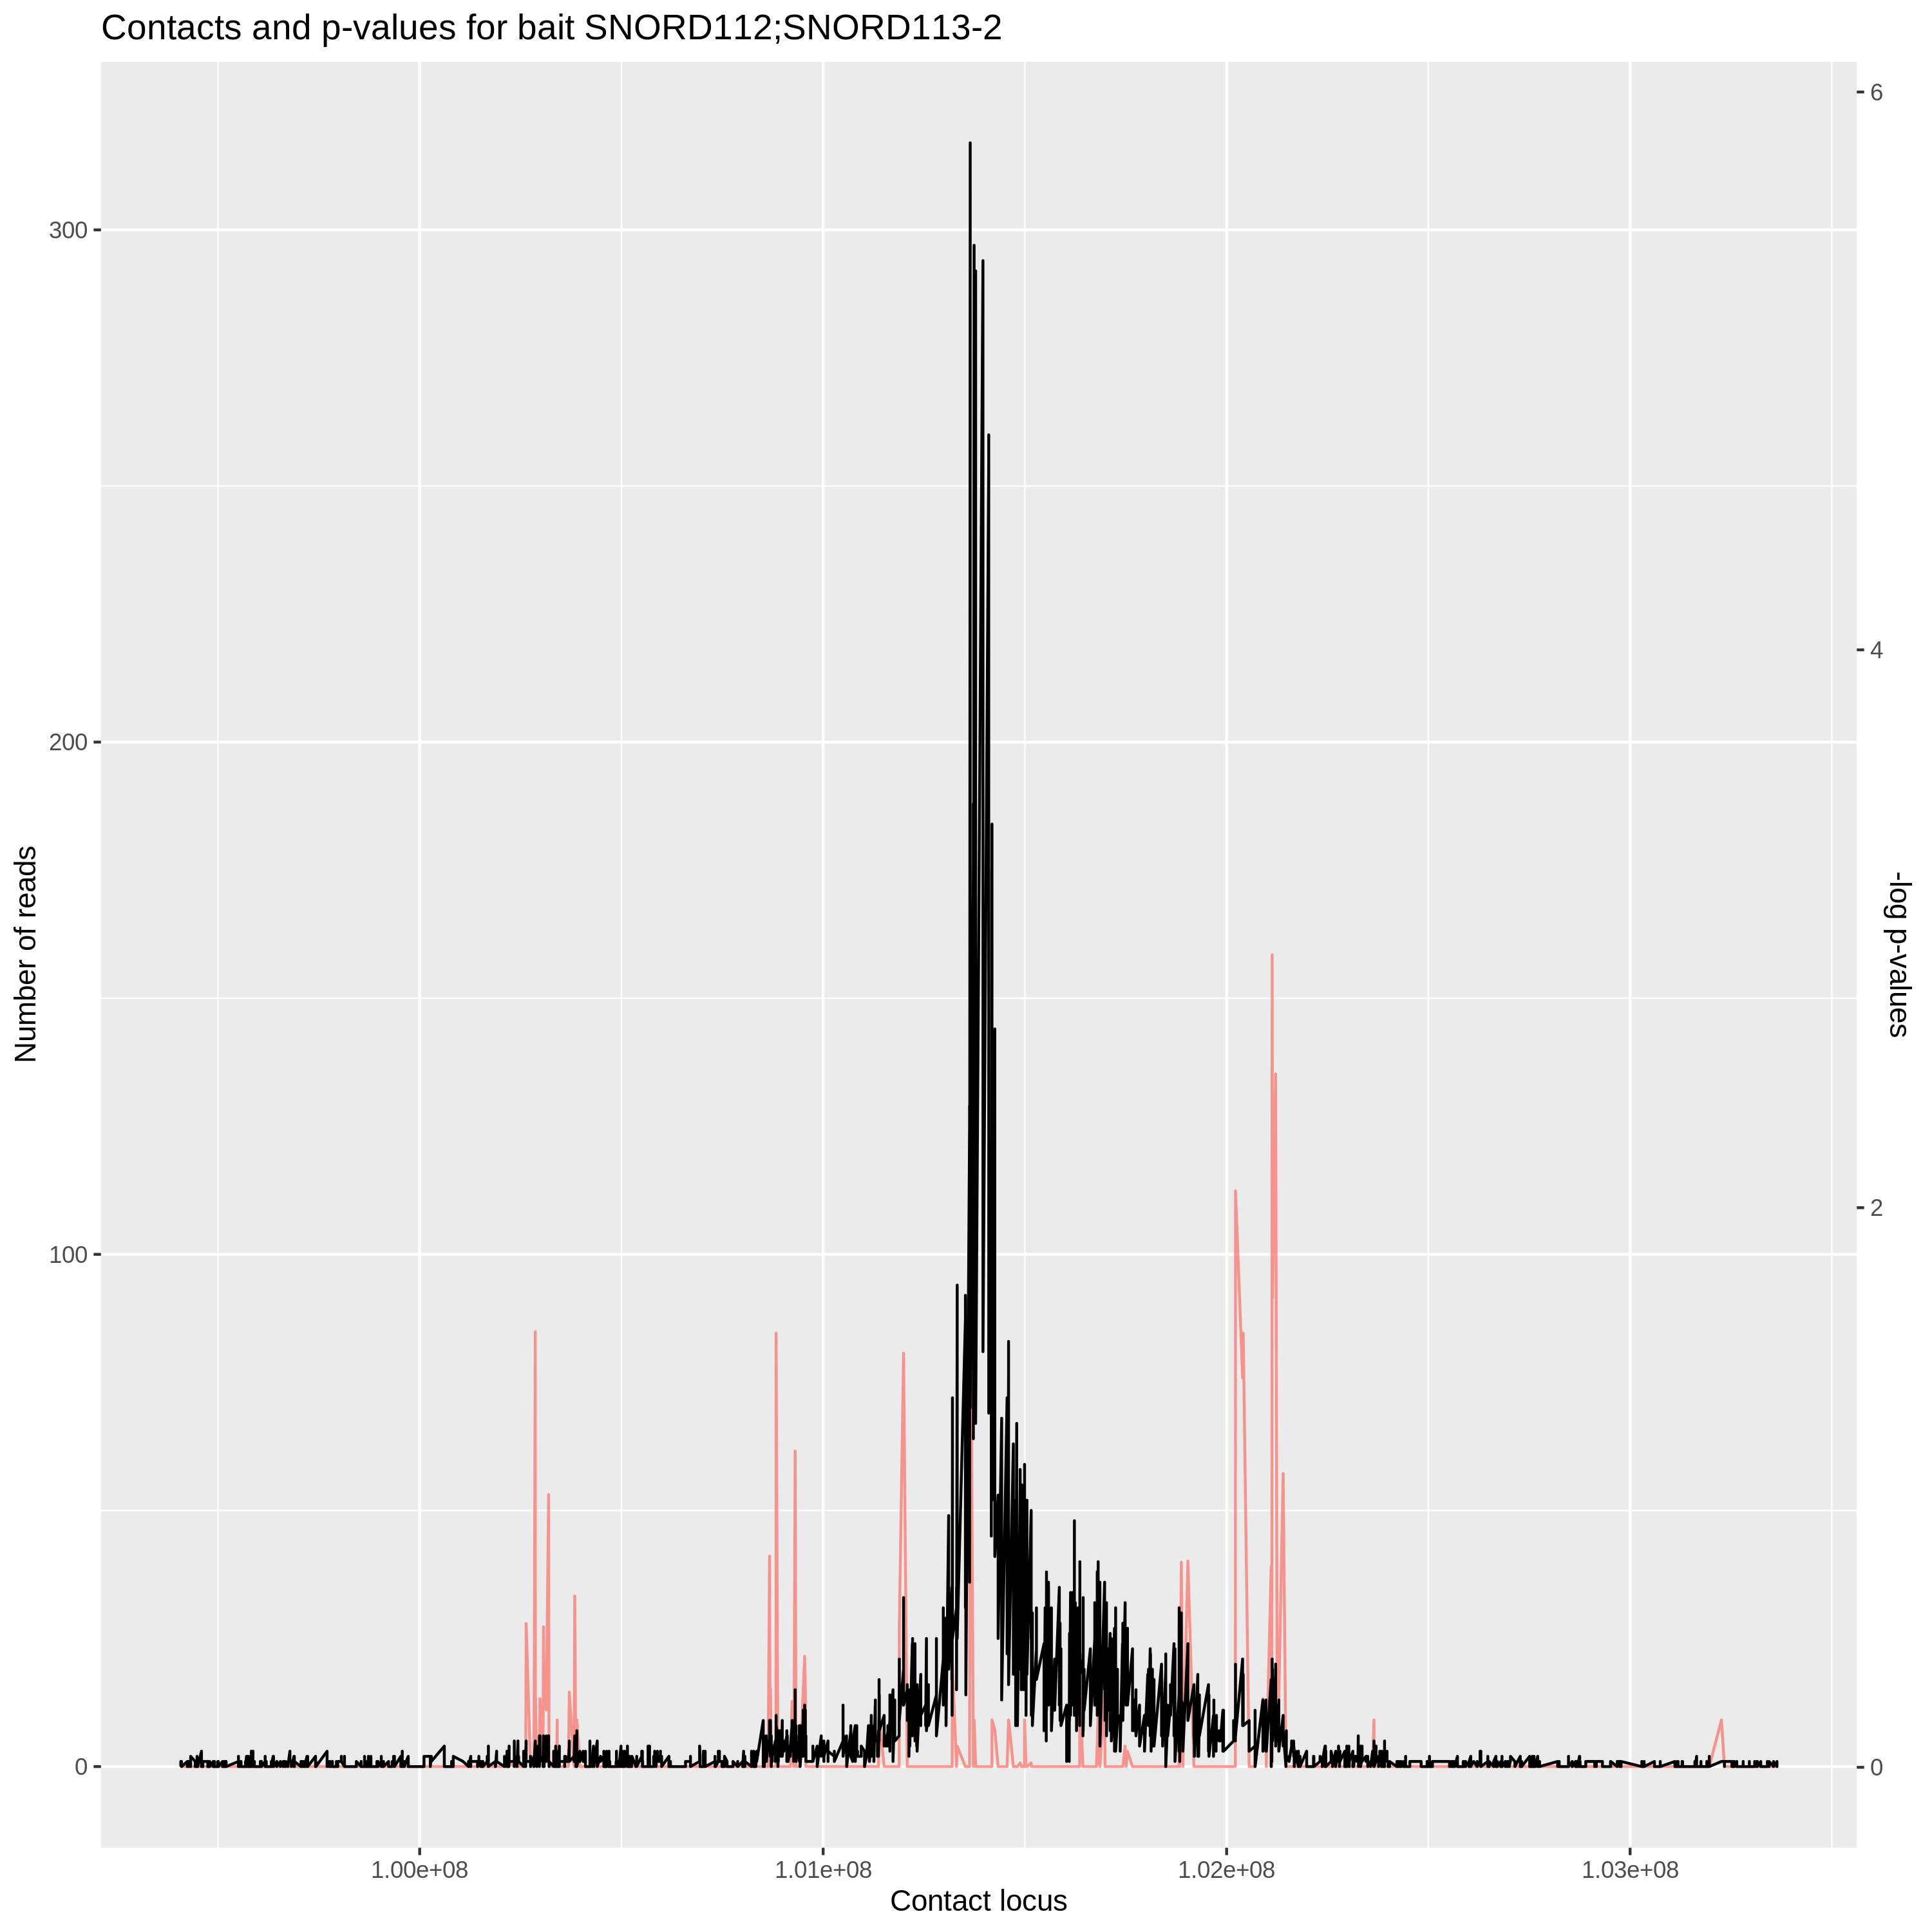 Contacts and p-values for bait SNORD112;SNORD113-2
6
300
4
200
Number of reads
-log p-values
2
100
0
0
1.00e+08
1.01e+08
1.02e+08
1.03e+08
Contact locus